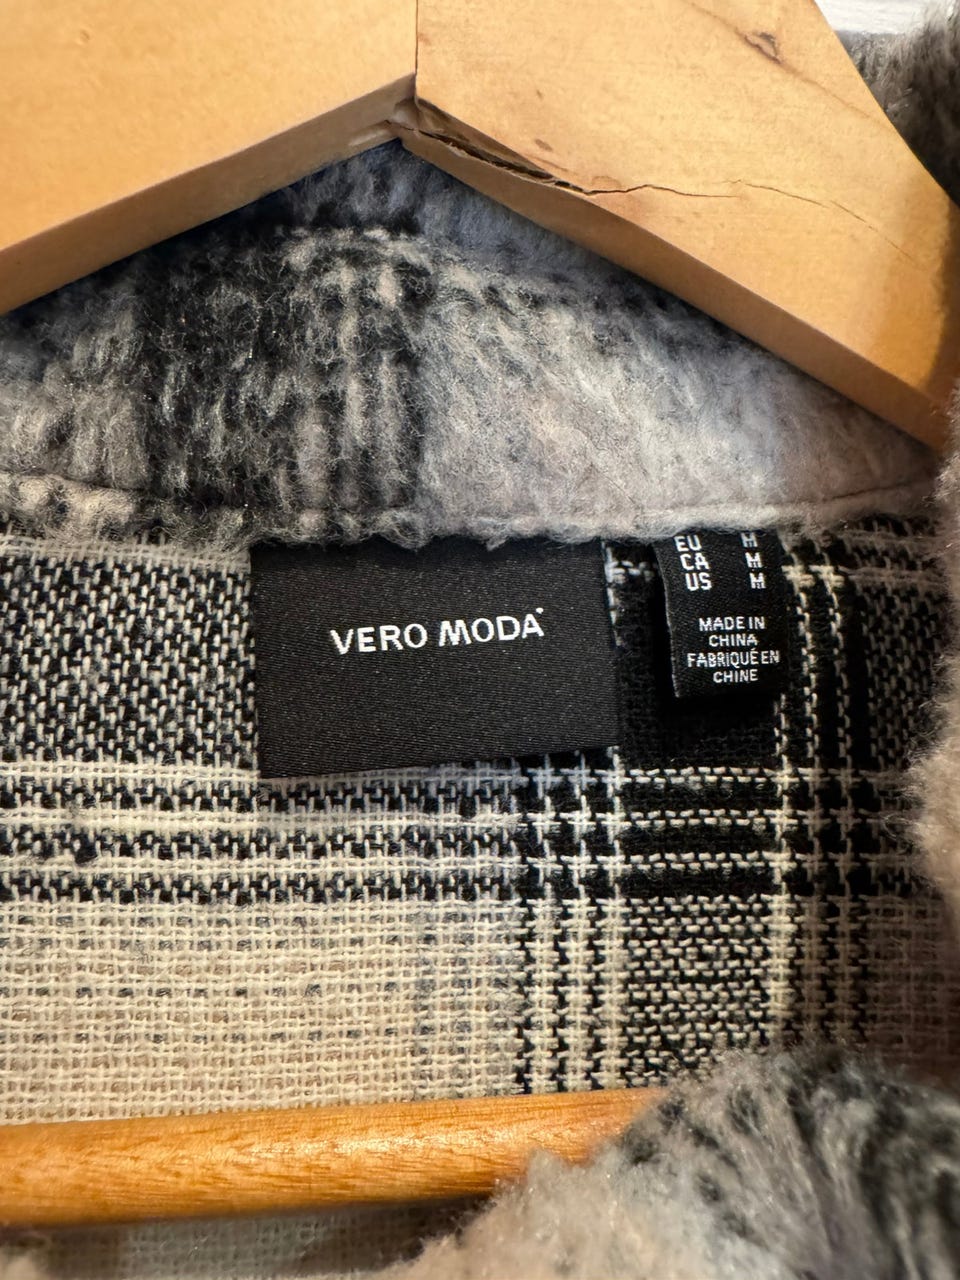 VERO MODA
EU M
CA M
US M
MADE IN
CHINA
FABRIQUÉ EN
CHINE